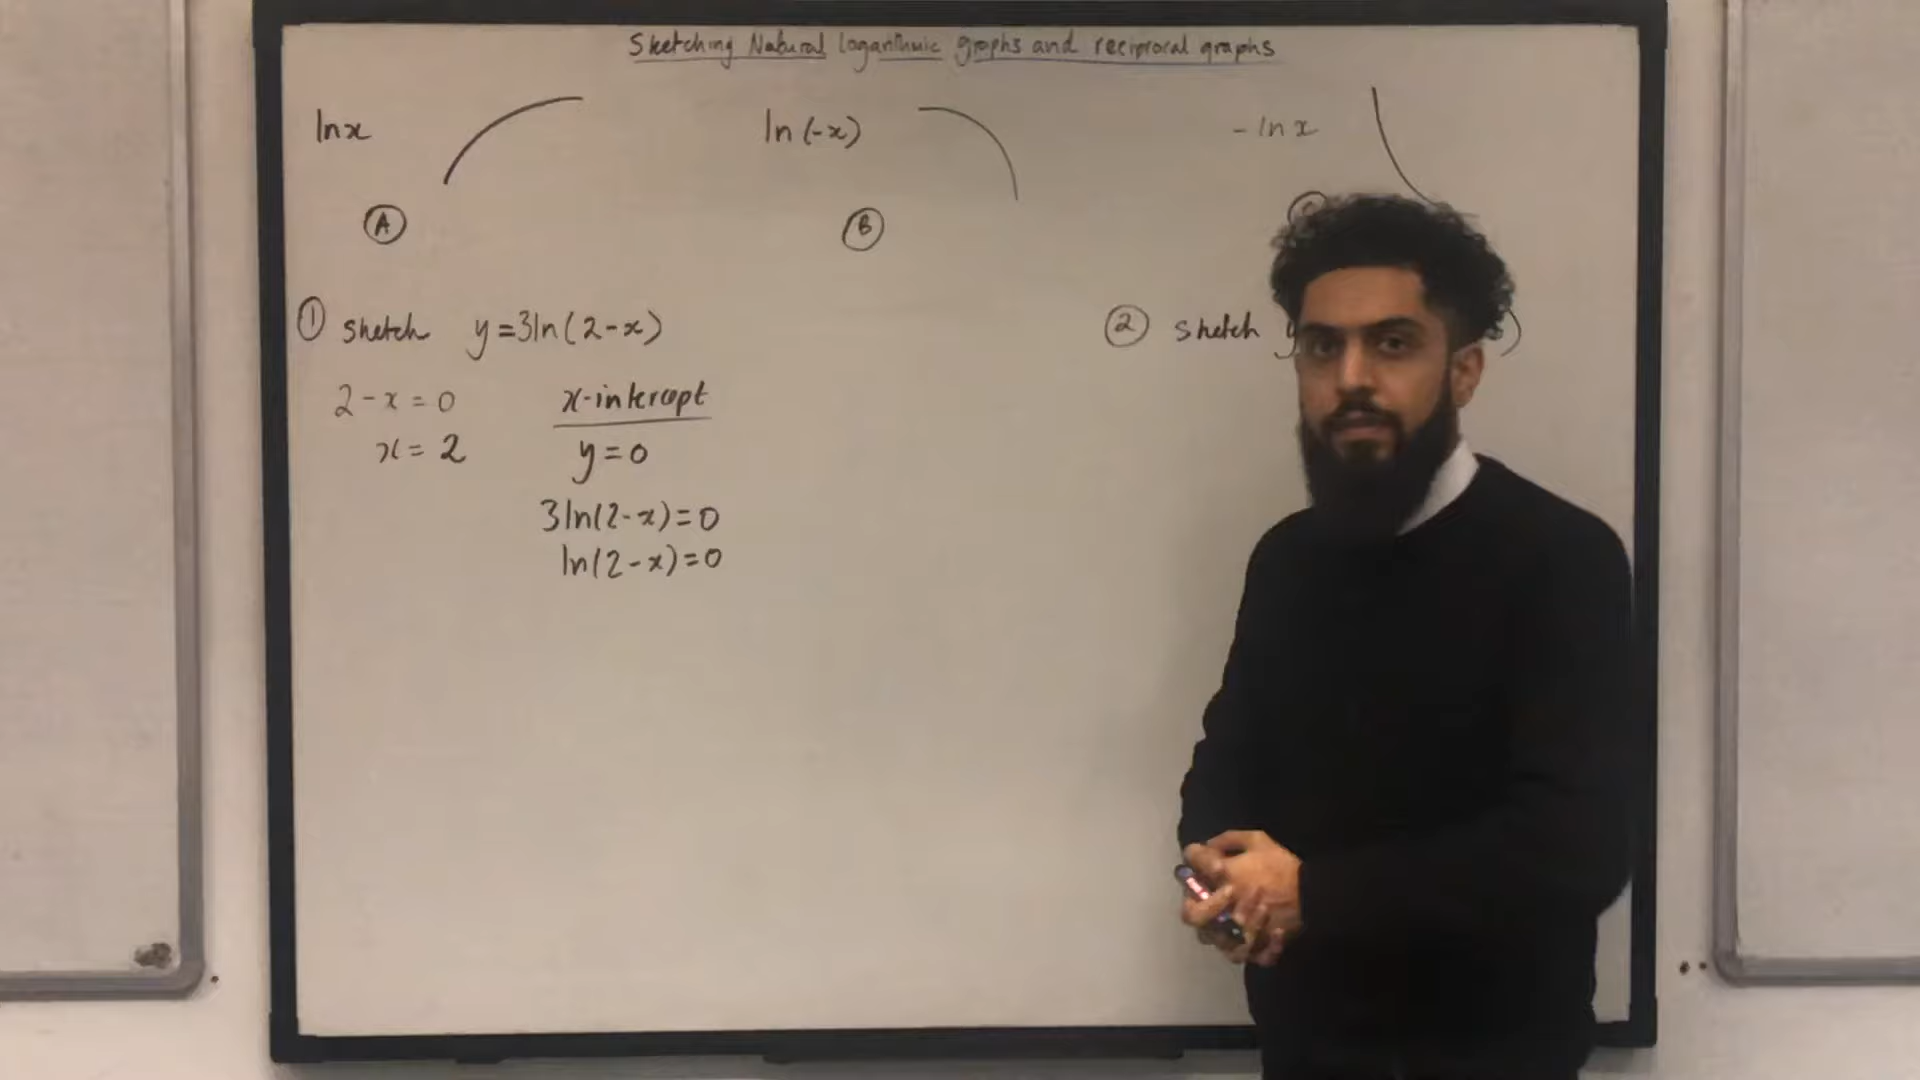 Sketching Natural logarithmic graphs and reciprocal graphs
ln x
ln (-x)
- ln x
A
B
① sketch y = 3ln(2-x)
② sketch y
2 - x = 0
x = 2
x-intercept
y = 0
3ln(2-x) = 0
ln(2-x) = 0